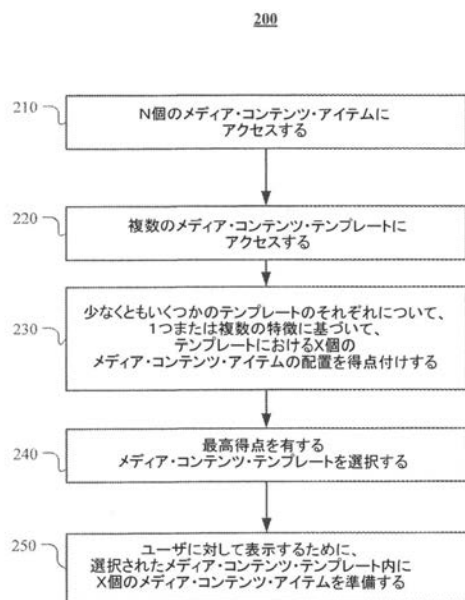 200
210
N個のメディア・コンテンツ・アイテムに
アクセスする
220
複数のメディア・コンテンツ・テンプレートに
アクセスする
230
少なくともいくつかのテンプレートのそれぞれについて、
1つまたは複数の特徴に基づいて、
テンプレートにおけるX個の
メディア・コンテンツ・アイテムの配置を得点付けする
240
最高得点を有する
メディア・コンテンツ・テンプレートを選択する
250
ユーザに対して表示するために、
選択されたメディア・コンテンツ・テンプレート内に
X個のメディア・コンテンツ・アイテムを準備する